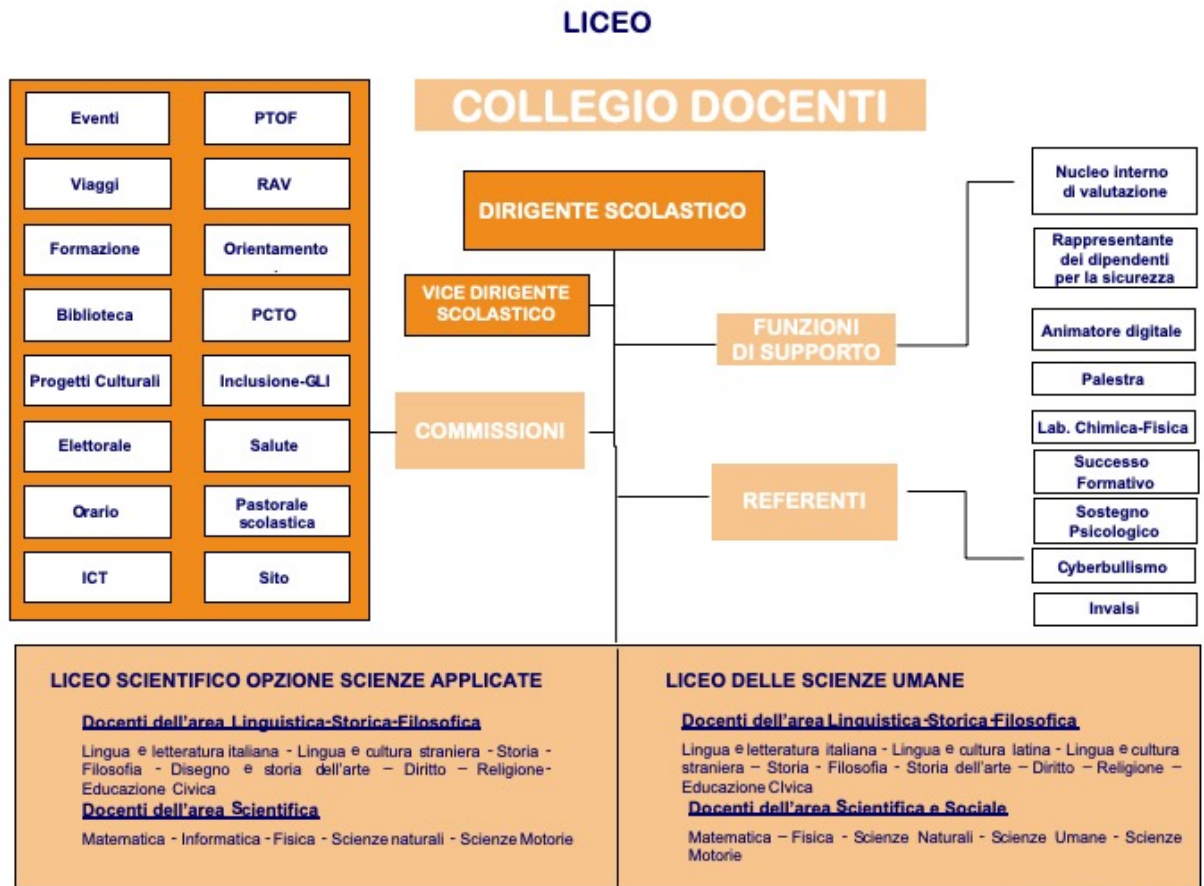 LICEO
COLLEGIO DOCENTI
Eventi
PTOF
Viaggi
RAV
Formazione
Orientamento
.
Biblioteca
PCTO
Progetti Culturali
Inclusione-GLI
Elettorale
Salute
Orario
Pastorale
scolastica
ICT
Sito
DIRIGENTE SCOLASTICO
VICE DIRIGENTE
SCOLASTICO
FUNZIONI
DI SUPPORTO
COMMISSIONI
REFERENTI
Nucleo interno
di valutazione
Rappresentante
dei dipendenti
per la sicurezza
Animatore digitale
Palestra
Lab. Chimica-Fisica
Successo
Formativo
Sostegno
Psicologico
Cyberbullismo
Invalsi
LICEO SCIENTIFICO OPZIONE SCIENZE APPLICATE
Docenti dell'area Linguistica-Storica-Filosofica
Lingua e letteratura italiana - Lingua e cultura straniera - Storia -
Filosofia - Disegno e storia dell'arte – Diritto – Religione-
Educazione Civica
Docenti dell'area Scientifica
Matematica - Informatica - Fisica - Scienze naturali - Scienze Motorie
LICEO DELLE SCIENZE UMANE
Docenti dell'area Linguistica-Storica-Filosofica
Lingua e letteratura italiana - Lingua e cultura latina - Lingua e cultura
straniera – Storia - Filosofia - Storia dell'arte – Diritto – Religione –
Educazione CIvica
Docenti dell'area Scientifica e Sociale
Matematica – Fisica - Scienze Naturali - Scienze Umane - Scienze
Motorie